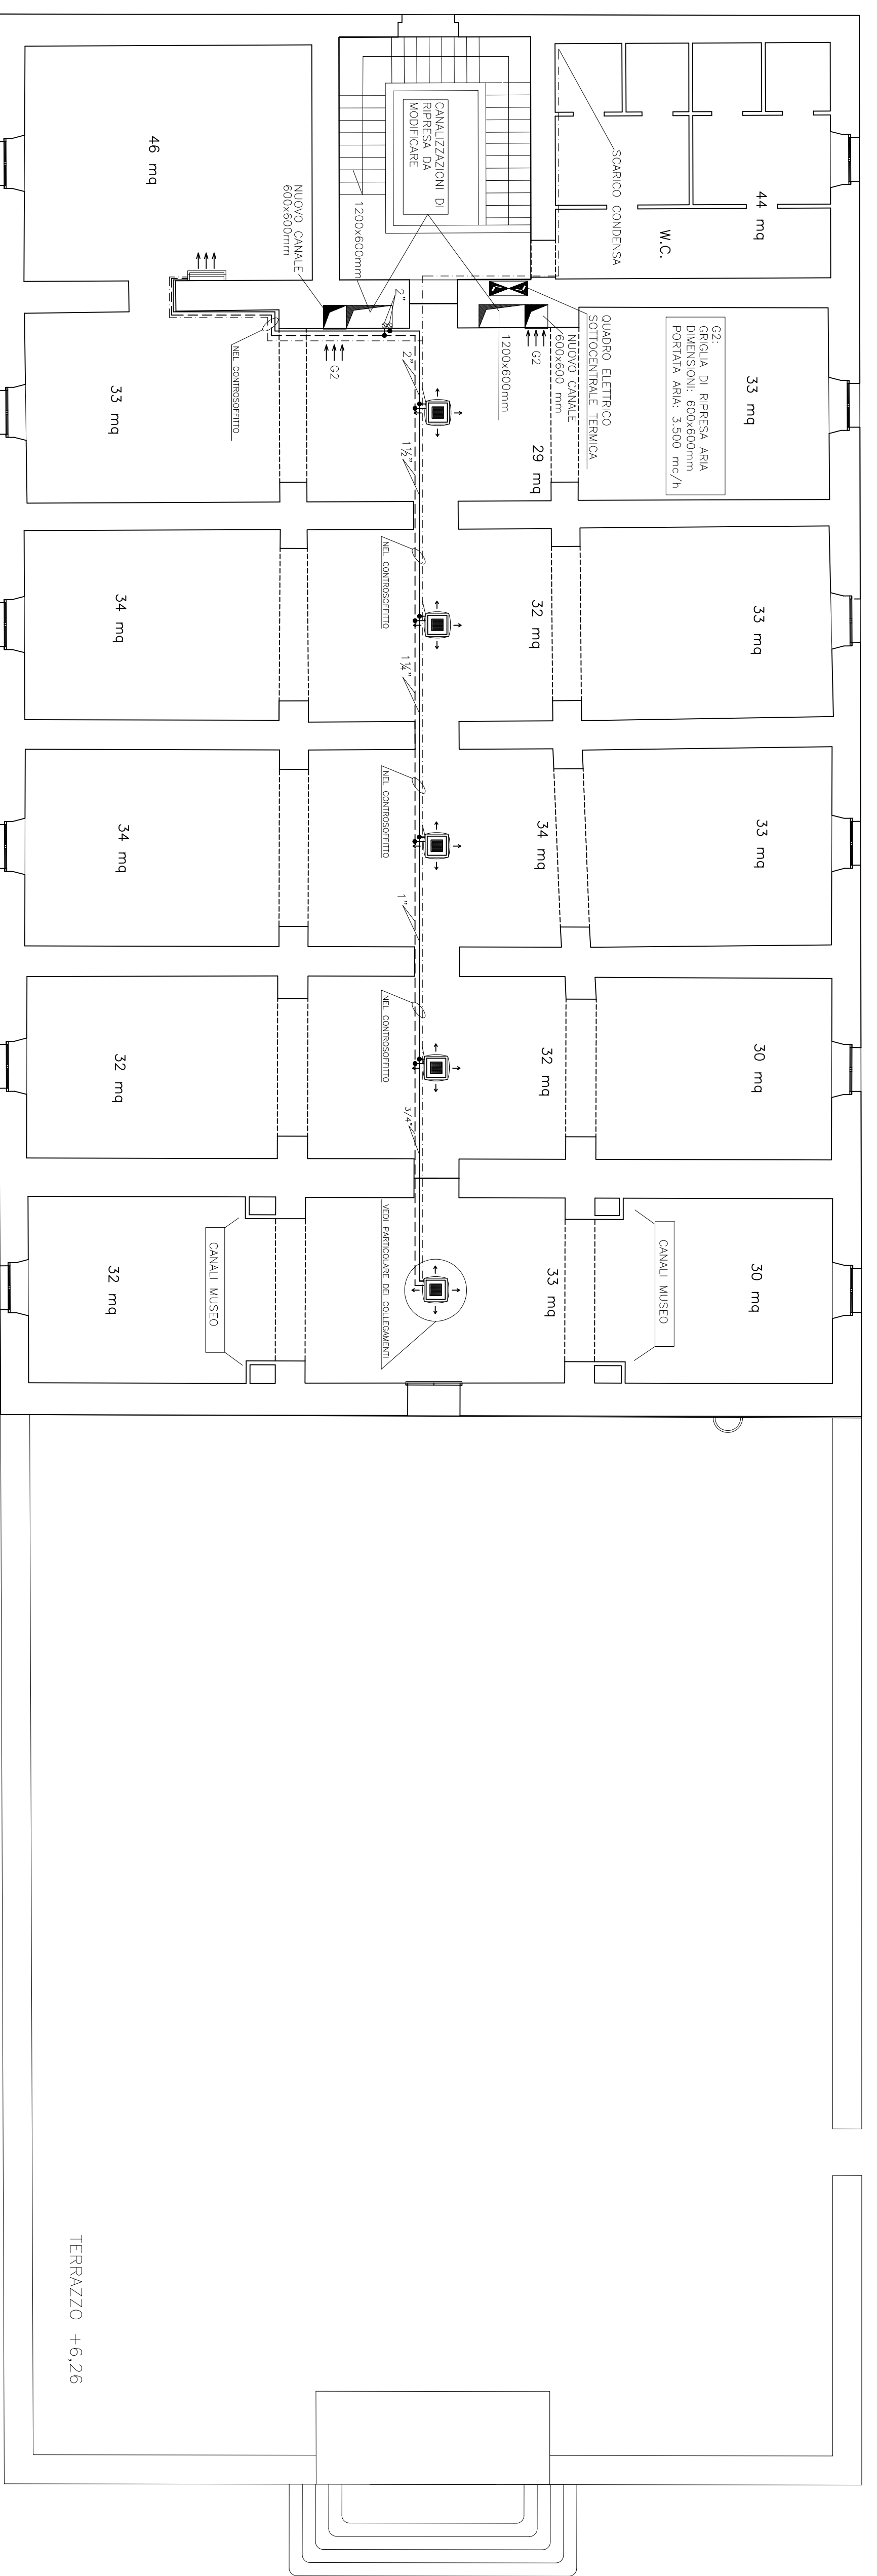 44 mq
W.C.
SCARICO CONDENSA
CANALIZZAZIONI DI
RIPRESA DA
MODIFICARE
1200x600mm
46 mq
NUOVO CANALE
600x600mm
2"
G2:
GRIGLIA DI RIPRESA ARIA
DIMENSIONI: 600x600mm
PORTATA ARIA: 3.500 mc/h
QUADRO ELETTRICO
SOTTOCENTRALE TERMICA
NUOVO CANALE
600x600 mm
G2
1200x600mm
G2
2"
NEL CONTROSOFFITTO
33 mq
29 mq
1½"
33 mq
NEL CONTROSOFFITTO
33 mq
32 mq
34 mq
1¼"
NEL CONTROSOFFITTO
33 mq
34 mq
34 mq
1"
NEL CONTROSOFFITTO
30 mq
32 mq
32 mq
3/4"
VEDI PARTICOLARE DEI COLLEGAMENTI
CANALI MUSEO
CANALI MUSEO
30 mq
33 mq
32 mq
TERRAZZO +6,26